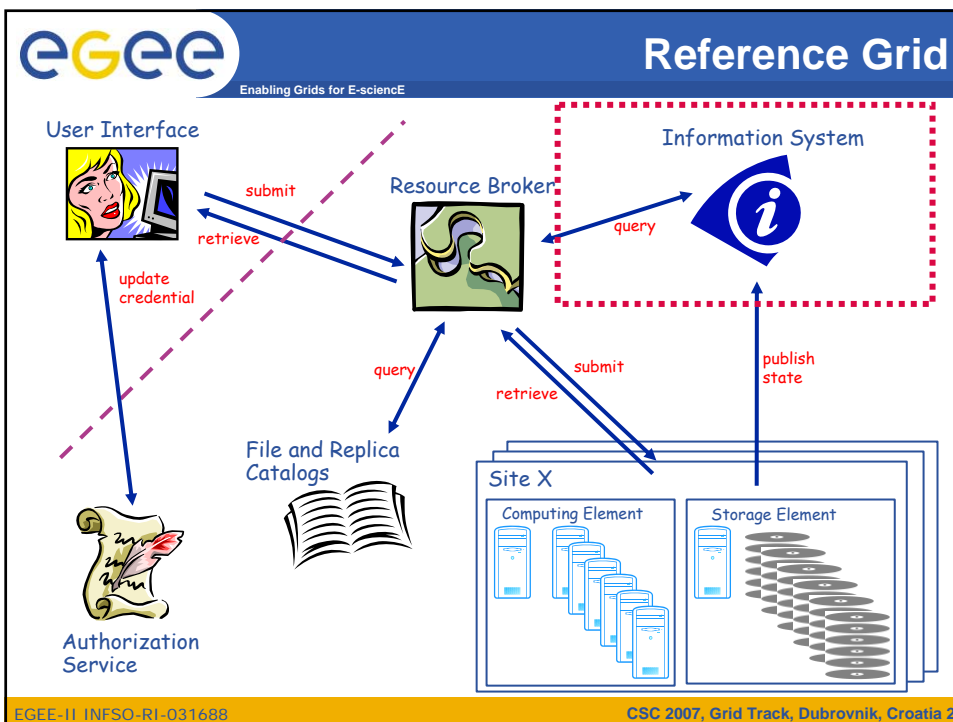 egee
Reference Grid
Enabling Grids for E-sciencE
User Interface
Information System
submit
Resource Broker
retrieve
query
update
credential
query
submit
retrieve
publish
state
File and Replica
Catalogs
Site X
Computing Element
Storage Element
Authorization
Service
EGEE-II INFSO-RI-031688
CSC 2007, Grid Track, Dubrovnik, Croatia 2